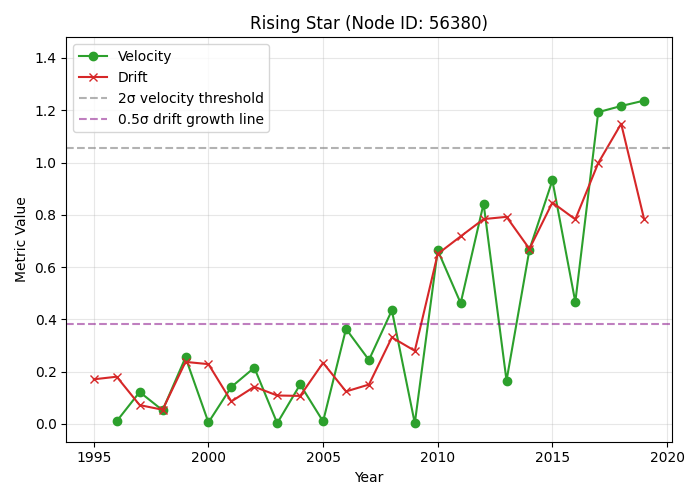 Rising Star (Node ID: 56380)
Velocity
Drift
2σ velocity threshold
0.5σ drift growth line
Metric Value
1.4
1.2
1.0
0.8
0.6
0.4
0.2
0.0
1995 2000 2005 2010 2015 2020
Year